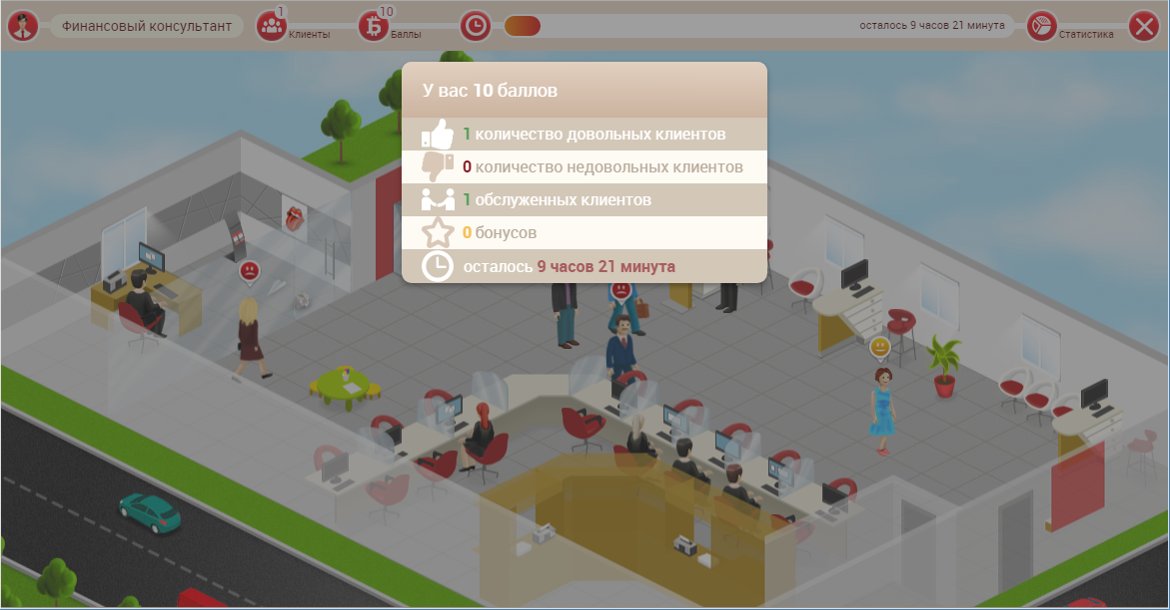 Финансовый консультант
1
Клиенты
10
Баллы
осталось 9 часов 21 минута
Статистика
У вас 10 баллов
1 количество довольных клиентов
0 количество недовольных клиентов
1 обслуженных клиентов
0 бонусов
осталось 9 часов 21 минута